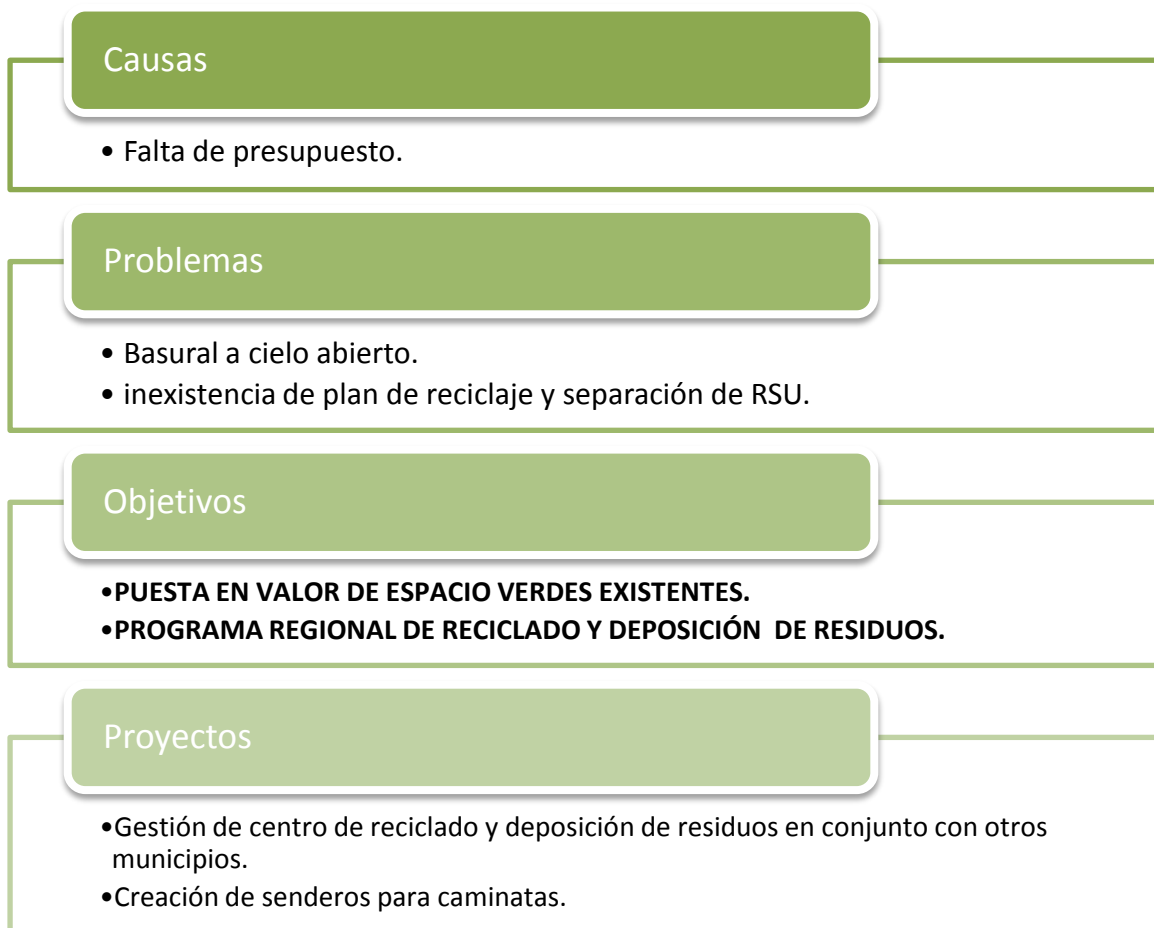 Causas
• Falta de presupuesto.
Problemas
• Basural a cielo abierto.
• inexistencia de plan de reciclaje y separación de RSU.
Objetivos
•PUESTA EN VALOR DE ESPACIO VERDES EXISTENTES.
•PROGRAMA REGIONAL DE RECICLADO Y DEPOSICIÓN DE RESIDUOS.
Proyectos
•Gestión de centro de reciclado y deposición de residuos en conjunto con otros
municipios.
•Creación de senderos para caminatas.